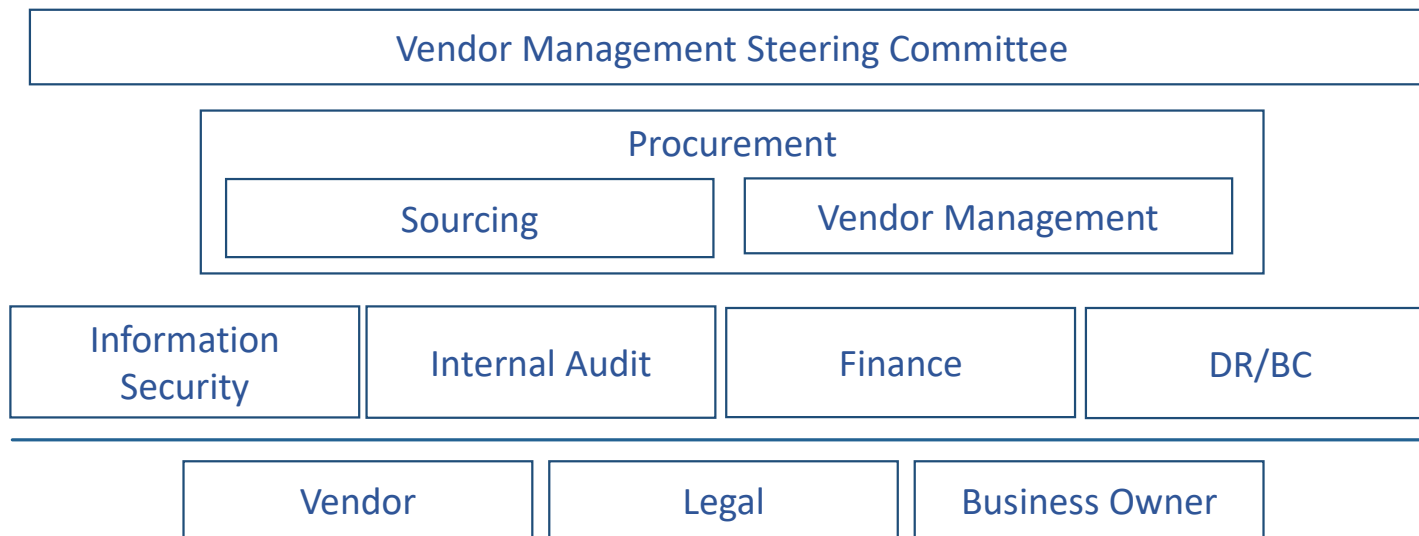 Vendor Management Steering Committee
Procurement
Sourcing
Vendor Management
Information
Security
Internal Audit
Finance
DR/BC
Vendor
Legal
Business Owner